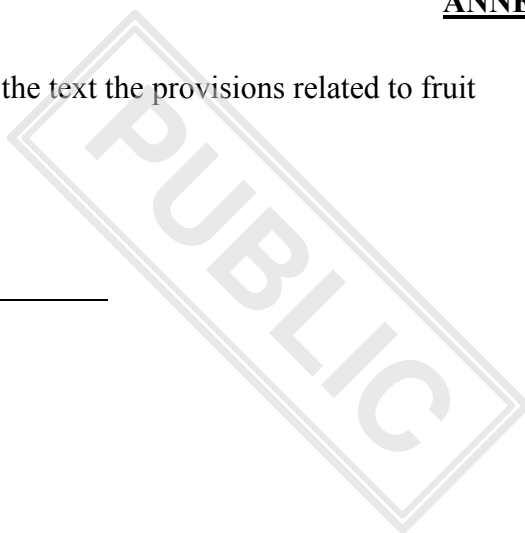 ANNE
the text the provisions related to fruit
PUBLIC